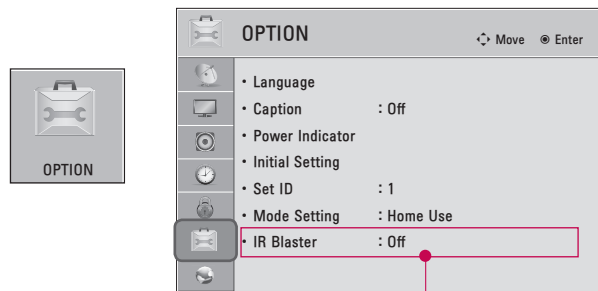 OPTION
OPTION
Move Enter
• Language
• Caption : Off
• Power Indicator
• Initial Setting
• Set ID : 1
• Mode Setting : Home Use
• IR Blaster : Off